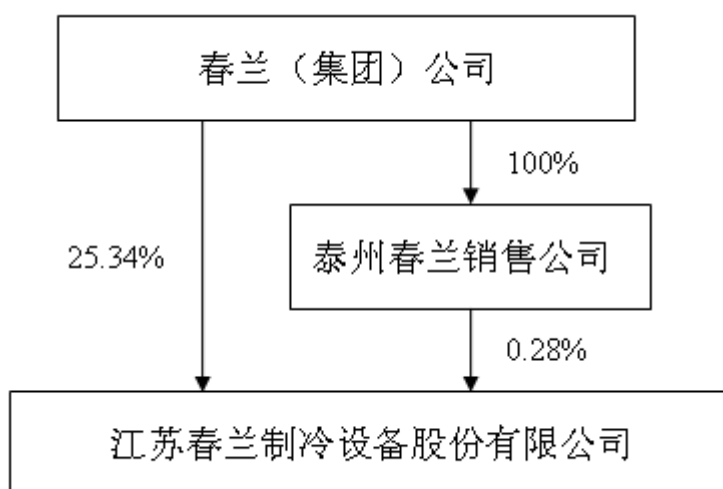 春兰（集团）公司
100%
25.34%
泰州春兰销售公司
0.28%
江苏春兰制冷设备股份有限公司